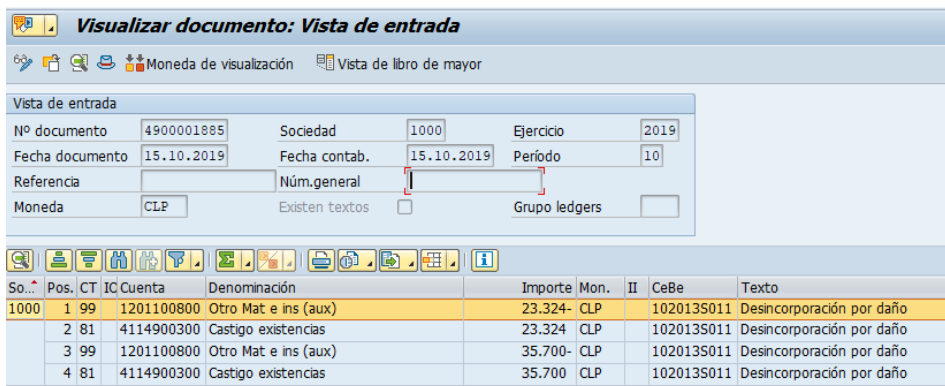 Visualizar documento: Vista de entrada
Moneda de visualización Vista de libro de mayor
Vista de entrada
Nº documento 4900001885 Sociedad 1000 Ejercicio 2019
Fecha documento 15.10.2019 Fecha contab. 15.10.2019 Período 10
Referencia Núm.general
Moneda CLP Existen textos Grupo ledgers
So... Pos. CT IC Cuenta Denominación Importe Mon. II CeBe Texto
1000 1 99 1201100800 Otro Mat e ins (aux) 23.324- CLP 102013S011 Desincorporación por daño
2 81 4114900300 Castigo existencias 23.324 CLP 102013S011 Desincorporación por daño
3 99 1201100800 Otro Mat e ins (aux) 35.700- CLP 102013S011 Desincorporación por daño
4 81 4114900300 Castigo existencias 35.700 CLP 102013S011 Desincorporación por daño